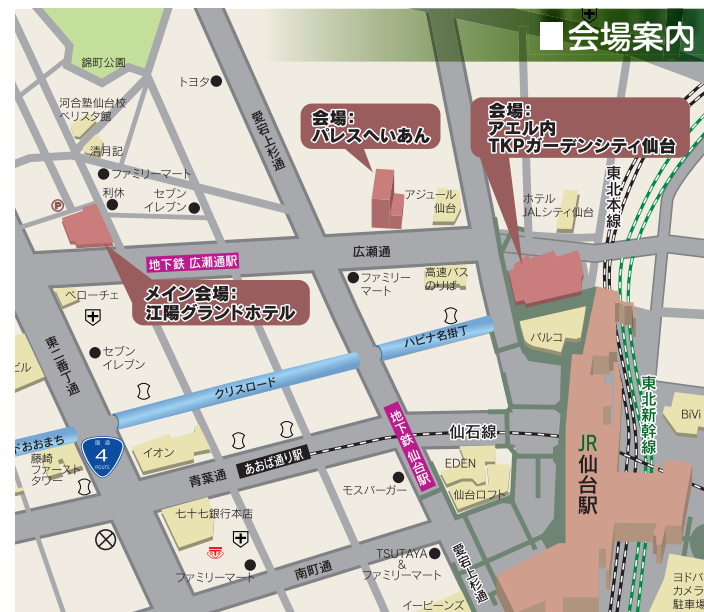 ■会場案内
錦町公園
トヨタ
愛宕上杉通
河合塾仙台校
ベリスタ館
清月記
ファミリーマート
利休
セブン
イレブン
P
会場：
パレスへいあん
会場：
アエル内
TKPガーデンシティ仙台
アジュール
仙台
ホテル
JALシティ仙台
東北本線
地下鉄 広瀬通駅
広瀬通
メイン会場：
江陽グランドホテル
ベローチェ
ファミリー
マート
高速バス
のりば
パルコ
ハピナ名掛丁
東二番丁通
セブン
イレブン
ビル
クリスロード
東北新幹線
BiVi
ドおおまち
国道
4
ROUTE
藤崎
ファースト
タワー
イオン
青葉通
あおば通り駅
仙石線
地下鉄 仙台駅
JR
仙台駅
EDEN
仙台ロフト
モスバーガー
七十七銀行本店
ファミリーマート
南町通
TSUTAYA
&
ファミリーマート
愛宕上杉通
イービーンズ
ヨドバ
カメラ
駐車場